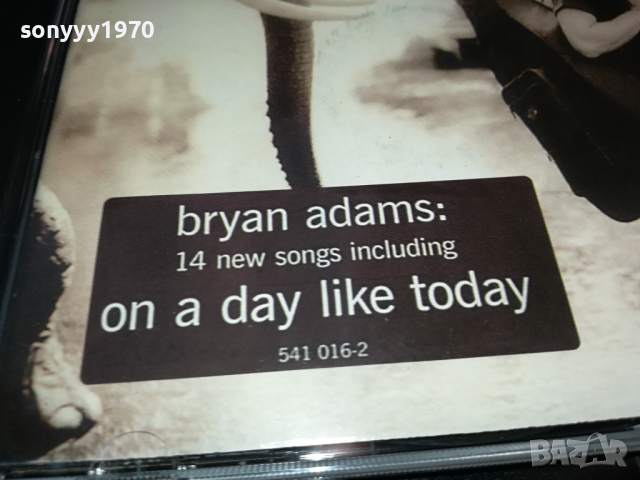 sonyyy1970
bryan adams:
14 new songs including
on a day like today
541 016-2
BAZAR